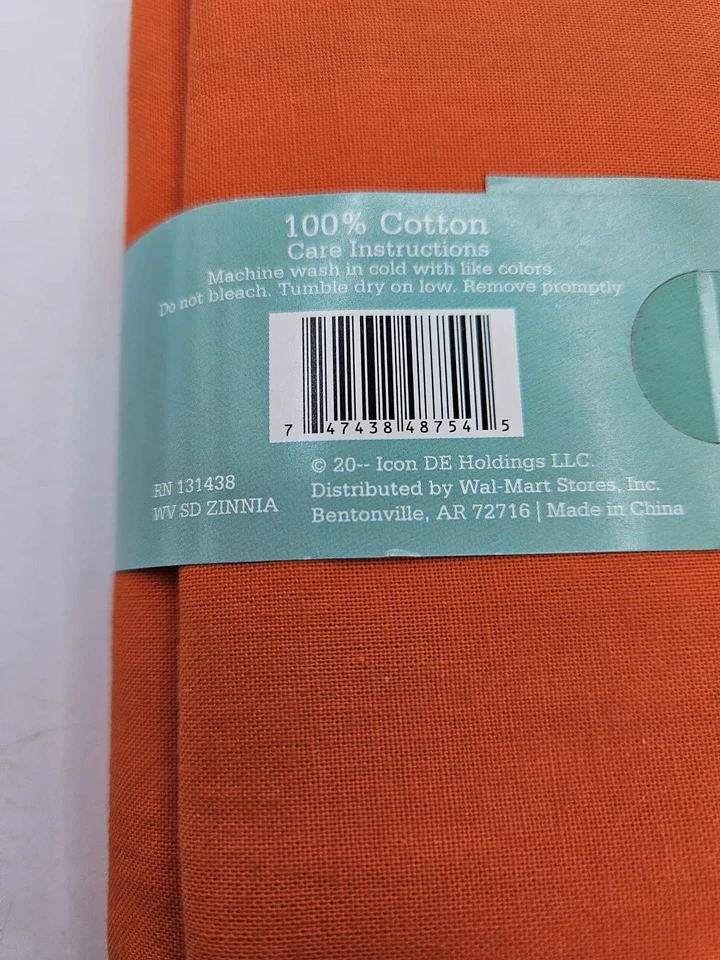 100% Cotton
Care Instructions
Machine wash in cold with like colors.
Do not bleach. Tumble dry on low. Remove promptly
7 47438 48754 5
RN 131438
WV SD ZINNIA
© 20-- Icon DE Holdings LLC.
Distributed by Wal-Mart Stores, Inc.
Bentonville, AR 72716 | Made in China